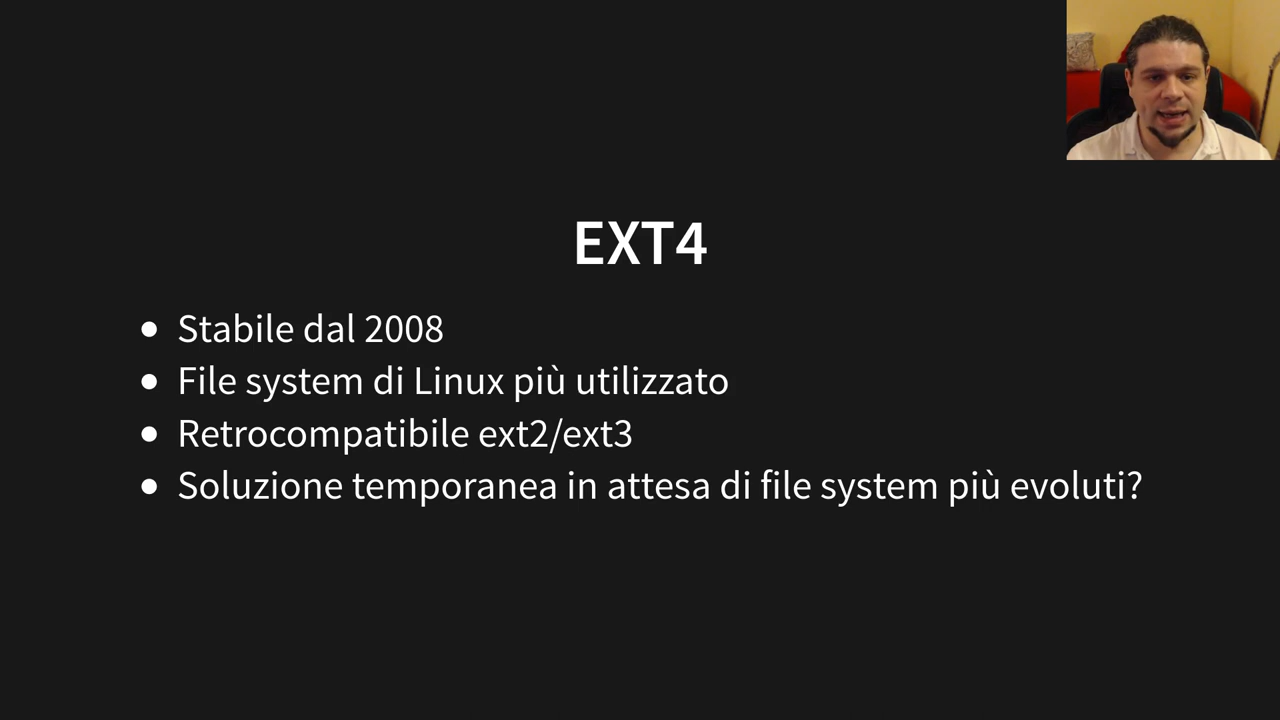 EXT4
Stabile dal 2008
File system di Linux più utilizzato
Retrocompatibile ext2/ext3
Soluzione temporanea in attesa di file system più evoluti?